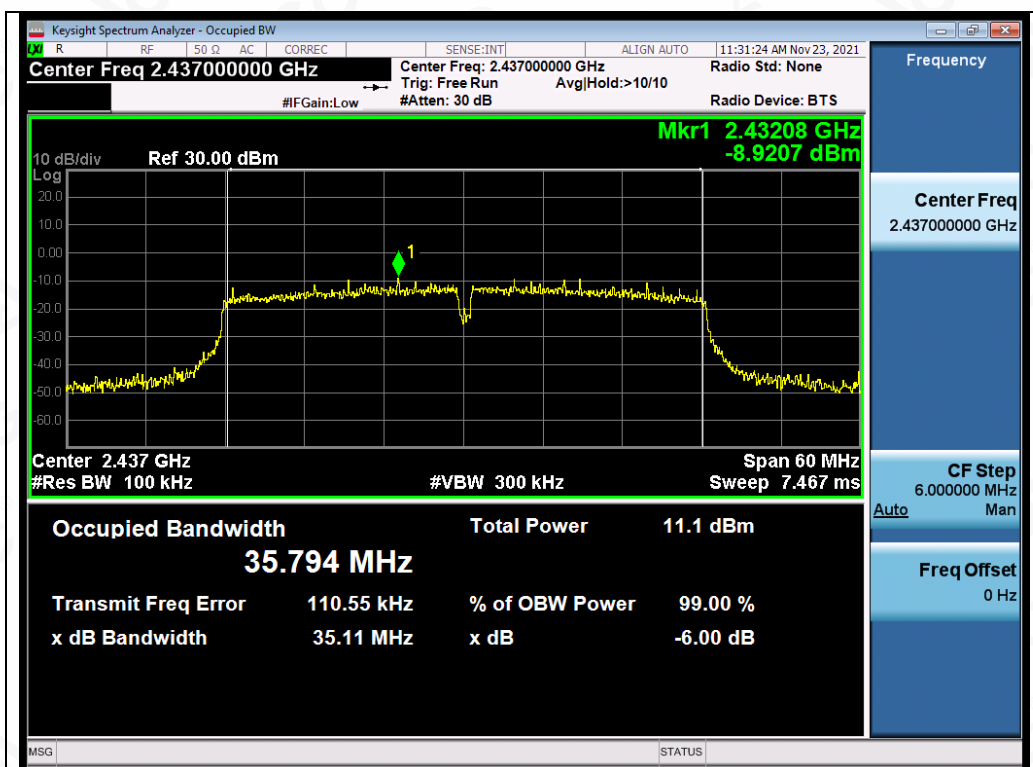 Keysight Spectrum Analyzer - Occupied BW
LXI R RF 50 Ω AC CORREC SENSE:INT ALIGN AUTO 11:31:24 AM Nov 23, 2021
Center Freq 2.437000000 GHz Center Freq: 2.437000000 GHz Radio Std: None
Trig: Free Run Avg|Hold:>10/10
#IFGain:Low #Atten: 30 dB Radio Device: BTS
Frequency
Mkr1 2.43208 GHz
-8.9207 dBm
10 dB/div Ref 30.00 dBm
Log
20.0
10.0
0.00
-10.0
-20.0
-30.0
-40.0
-50.0
-60.0
1
Center 2.437 GHz Span 60 MHz
#Res BW 100 kHz #VBW 300 kHz Sweep 7.467 ms
Center Freq
2.437000000 GHz
CF Step
6.000000 MHz
Auto Man
Freq Offset
0 Hz
Occupied Bandwidth Total Power 11.1 dBm
35.794 MHz
Transmit Freq Error 110.55 kHz % of OBW Power 99.00 %
x dB Bandwidth 35.11 MHz x dB -6.00 dB
MSG STATUS